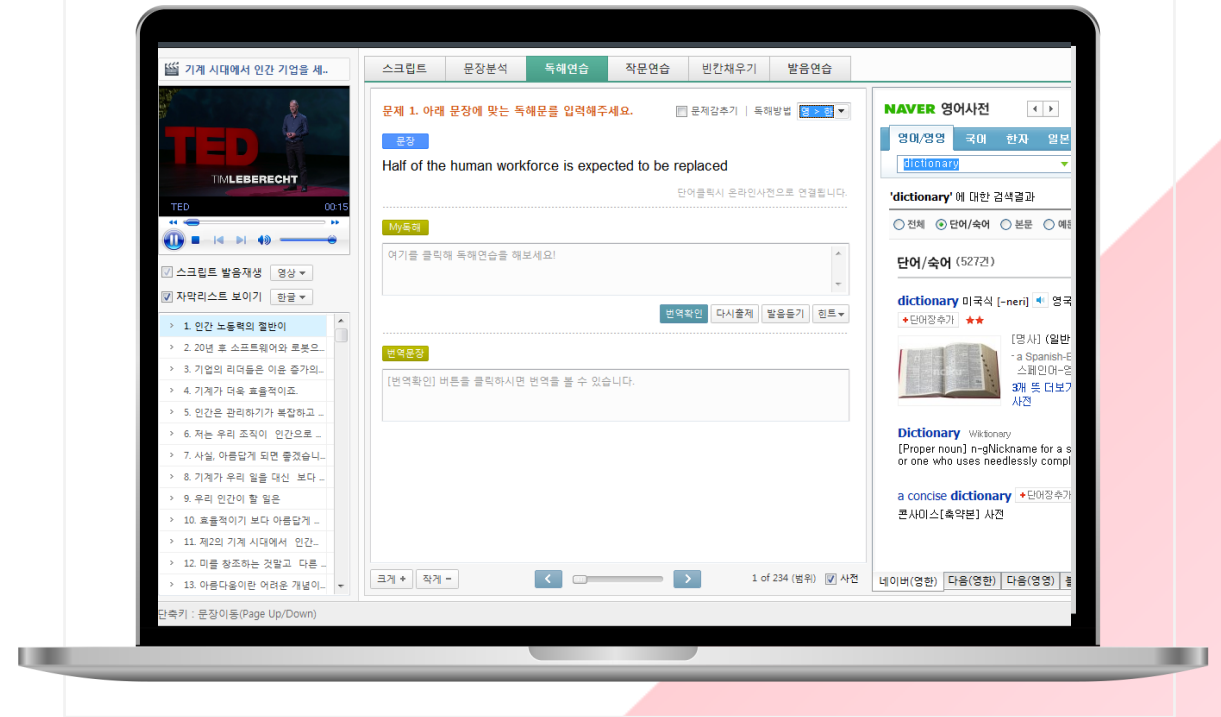 기계 시대에서 인간 기업을 세..
TED
TIMLEBERECHT
TED 00:15
스크립트 발음재생 영상
자막리스트 보이기 한글
1. 인간 노동력의 절반이
2. 20년 후 소프트웨어와 로봇으...
3. 기업의 리더들은 이윤 증가의...
4. 기계가 더욱 효율적이죠.
5. 인간은 관리하기가 복잡하고 ...
6. 저는 우리 조직이 인간으로 ...
7. 사실, 아름답게 되면 좋겠습니...
8. 기계가 우리 일을 대신 보다 ...
9. 우리 인간이 할 일은
10. 효율적이기 보다 아름답게 ...
11. 제2의 기계 시대에서 인간...
12. 미를 창조하는 것말고 다른 ...
13. 아름다움이란 어려운 개념이...
단축키 : 문장이동(Page Up/Down)
스크립트 문장분석 독해연습 작문연습 빈칸채우기 발음연습
문제 1. 아래 문장에 맞는 독해문를 입력해주세요. 문제감추기 | 독해방법 영 > 한
문장
Half of the human workforce is expected to be replaced
단어클릭시 온라인사전으로 연결됩니다.
My독해
여기를 클릭해 독해연습을 해보세요!
번역확인 다시출제 발음듣기 힌트
번역문장
[번역확인] 버튼을 클릭하시면 번역을 볼 수 있습니다.
크게 + 작게 -
1 of 234 (범위) 사전
NAVER 영어사전
영어/영영 국어 한자 일본
dictionary
'dictionary' 에 대한 검색결과
전체 단어/숙어 본문 예문
단어/숙어 (527건)
dictionary 미국식 [-neri] 영국
+단어장추가 ★★
[명사] (일반
- a Spanish-E
스페인어-영
3개 뜻 더보기
사전
Dictionary Wiktionary
[Proper noun] n-gNickname for a s
or one who uses needlessly compl
a concise dictionary +단어장추가
콘사이스[축약본] 사전
네이버(영한) 다음(영한) 다음(영영)